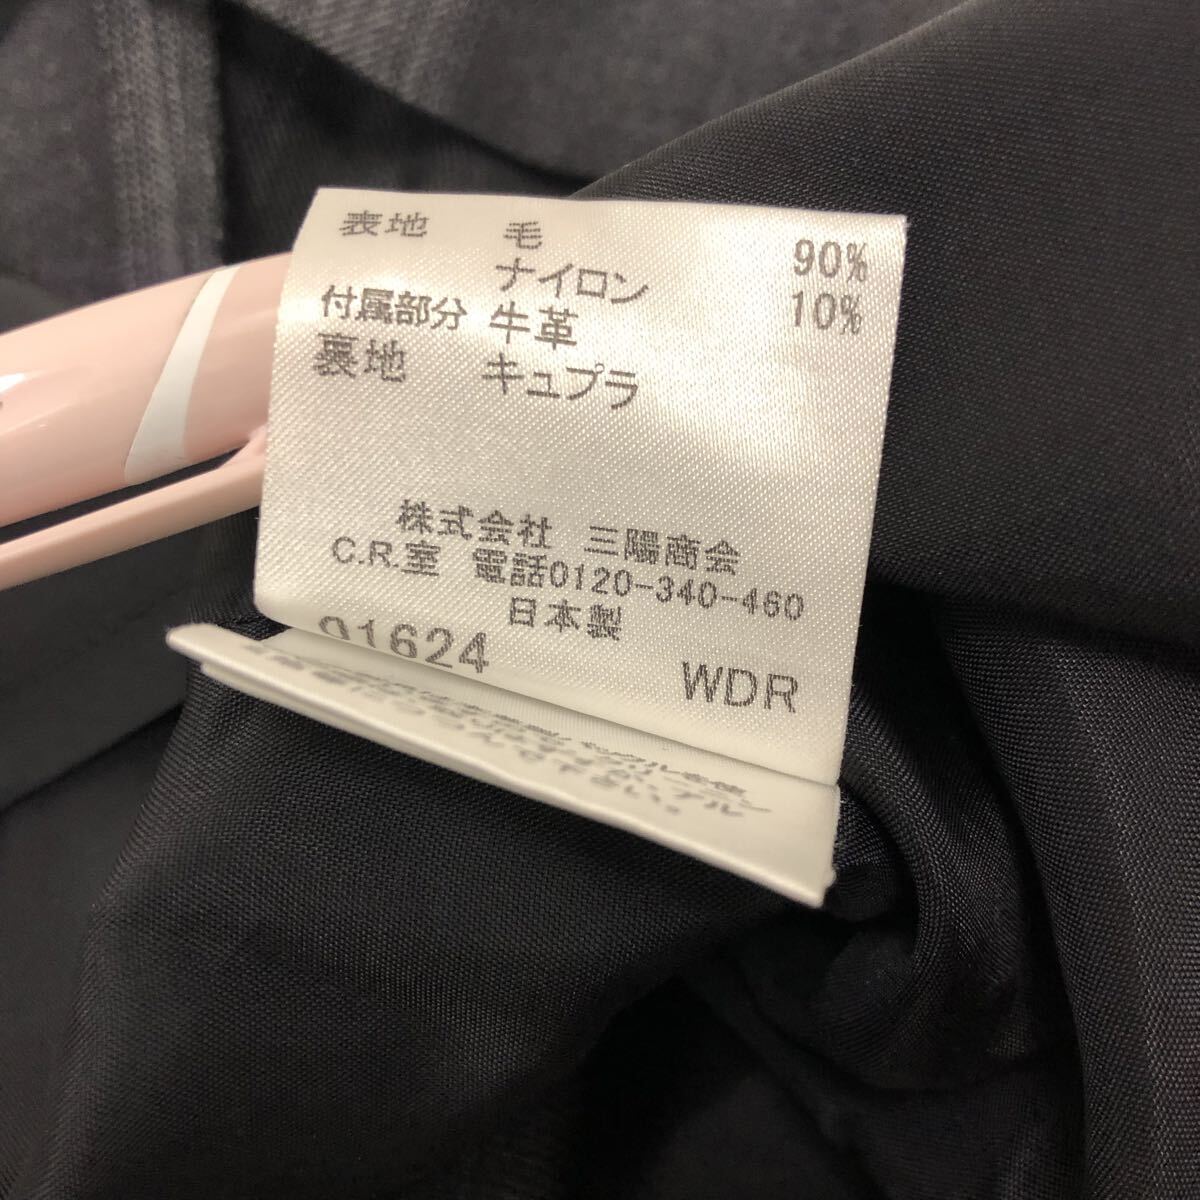 表地 毛 90%
ナイロン 10%
付属部分 牛革
裏地 キュプラ
株式会社 三陽商会
C.R.室 電話0120-340-460
日本製
91624 WDR